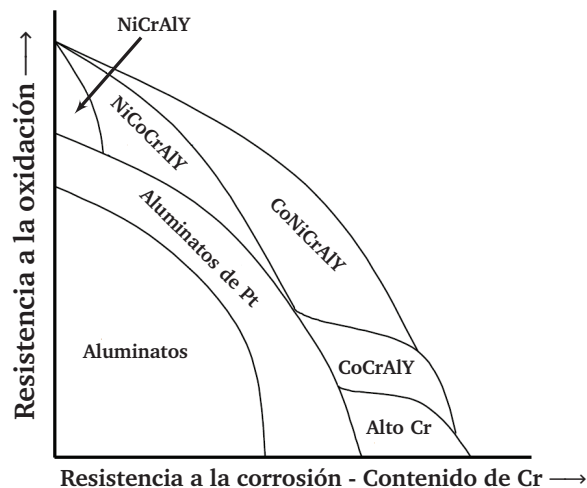 NiCrAlY
Resistencia a la oxidación
NiCoCrAlY
CoNiCrAlY
Aluminatos de Pt
Aluminatos
CoCrAlY
Alto Cr
Resistencia a la corrosión - Contenido de Cr